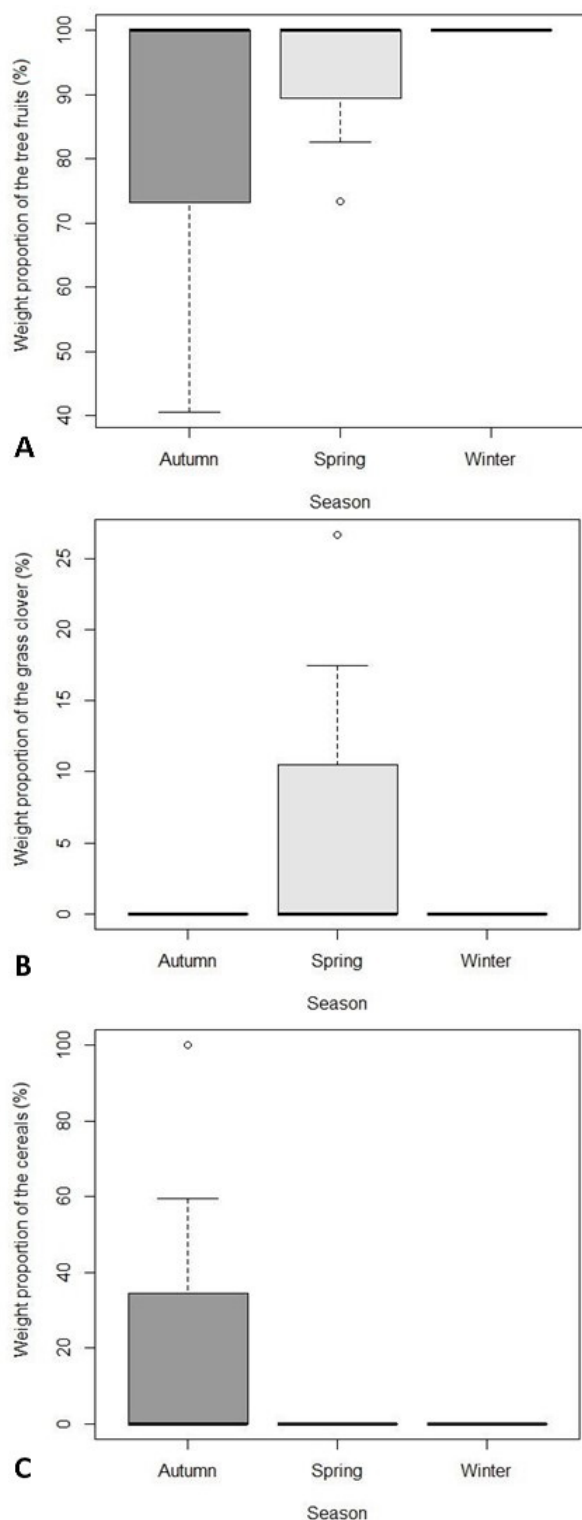 Weight proportion of the tree fruits (%)
100
90
80
70
60
50
40
A
Autumn Spring Winter
Season
Weight proportion of the grass clover (%)
25
20
15
10
5
0
B
Autumn Spring Winter
Season
Weight proportion of the cereals (%)
100
80
60
40
20
0
C
Autumn Spring Winter
Season